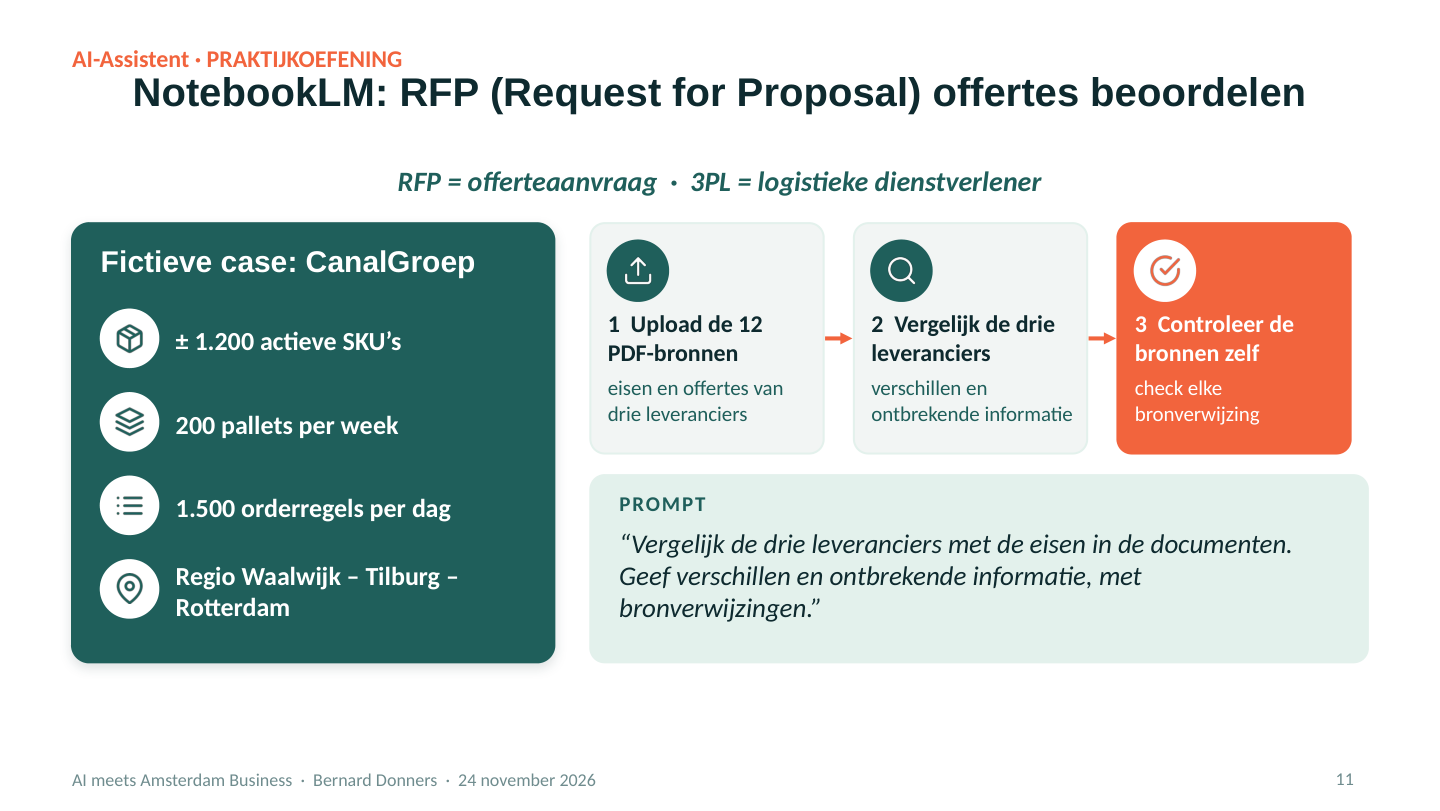 AI-Assistent · PRAKTIJKOEFENING
NotebookLM: RFP (Request for Proposal) offertes beoordelen
RFP = offerteaanvraag · 3PL = logistieke dienstverlener
Fictieve case: CanalGroep
± 1.200 actieve SKU’s
200 pallets per week
1.500 orderregels per dag
Regio Waalwijk – Tilburg –
Rotterdam
1 Upload de 12
PDF-bronnen
eisen en offertes van
drie leveranciers
2 Vergelijk de drie
leveranciers
verschillen en
ontbrekende informatie
3 Controleer de
bronnen zelf
check elke
bronverwijzing
PROMPT
“Vergelijk de drie leveranciers met de eisen in de documenten.
Geef verschillen en ontbrekende informatie, met
bronverwijzingen.”
AI meets Amsterdam Business · Bernard Donners · 24 november 2026
11